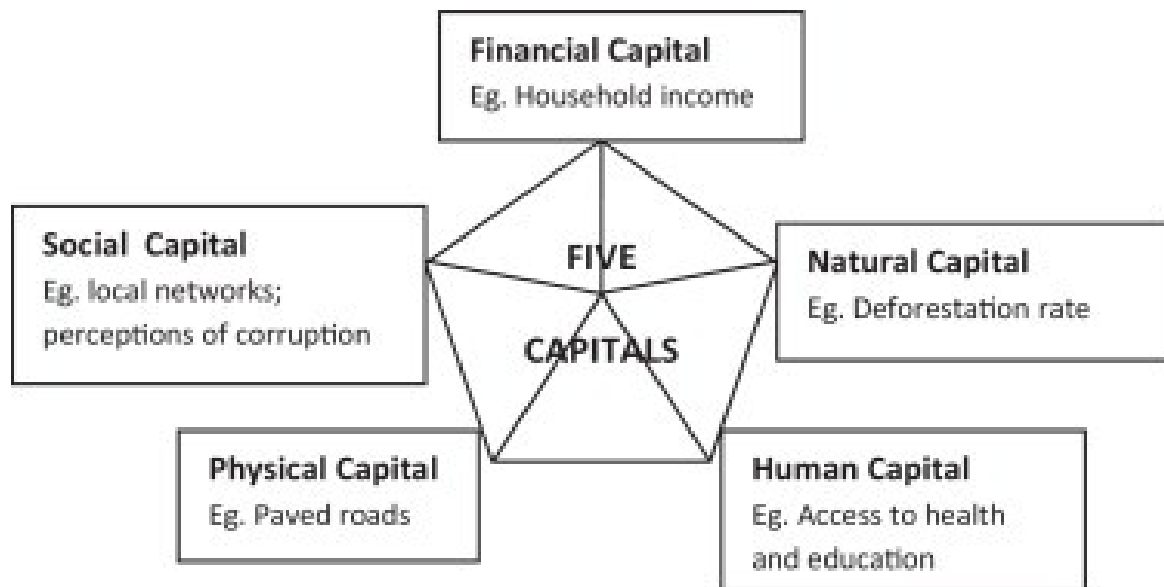 Financial Capital
Eg. Household income
Social Capital
Eg. local networks;
perceptions of corruption
FIVE
CAPITALS
Natural Capital
Eg. Deforestation rate
Physical Capital
Eg. Paved roads
Human Capital
Eg. Access to health
and education